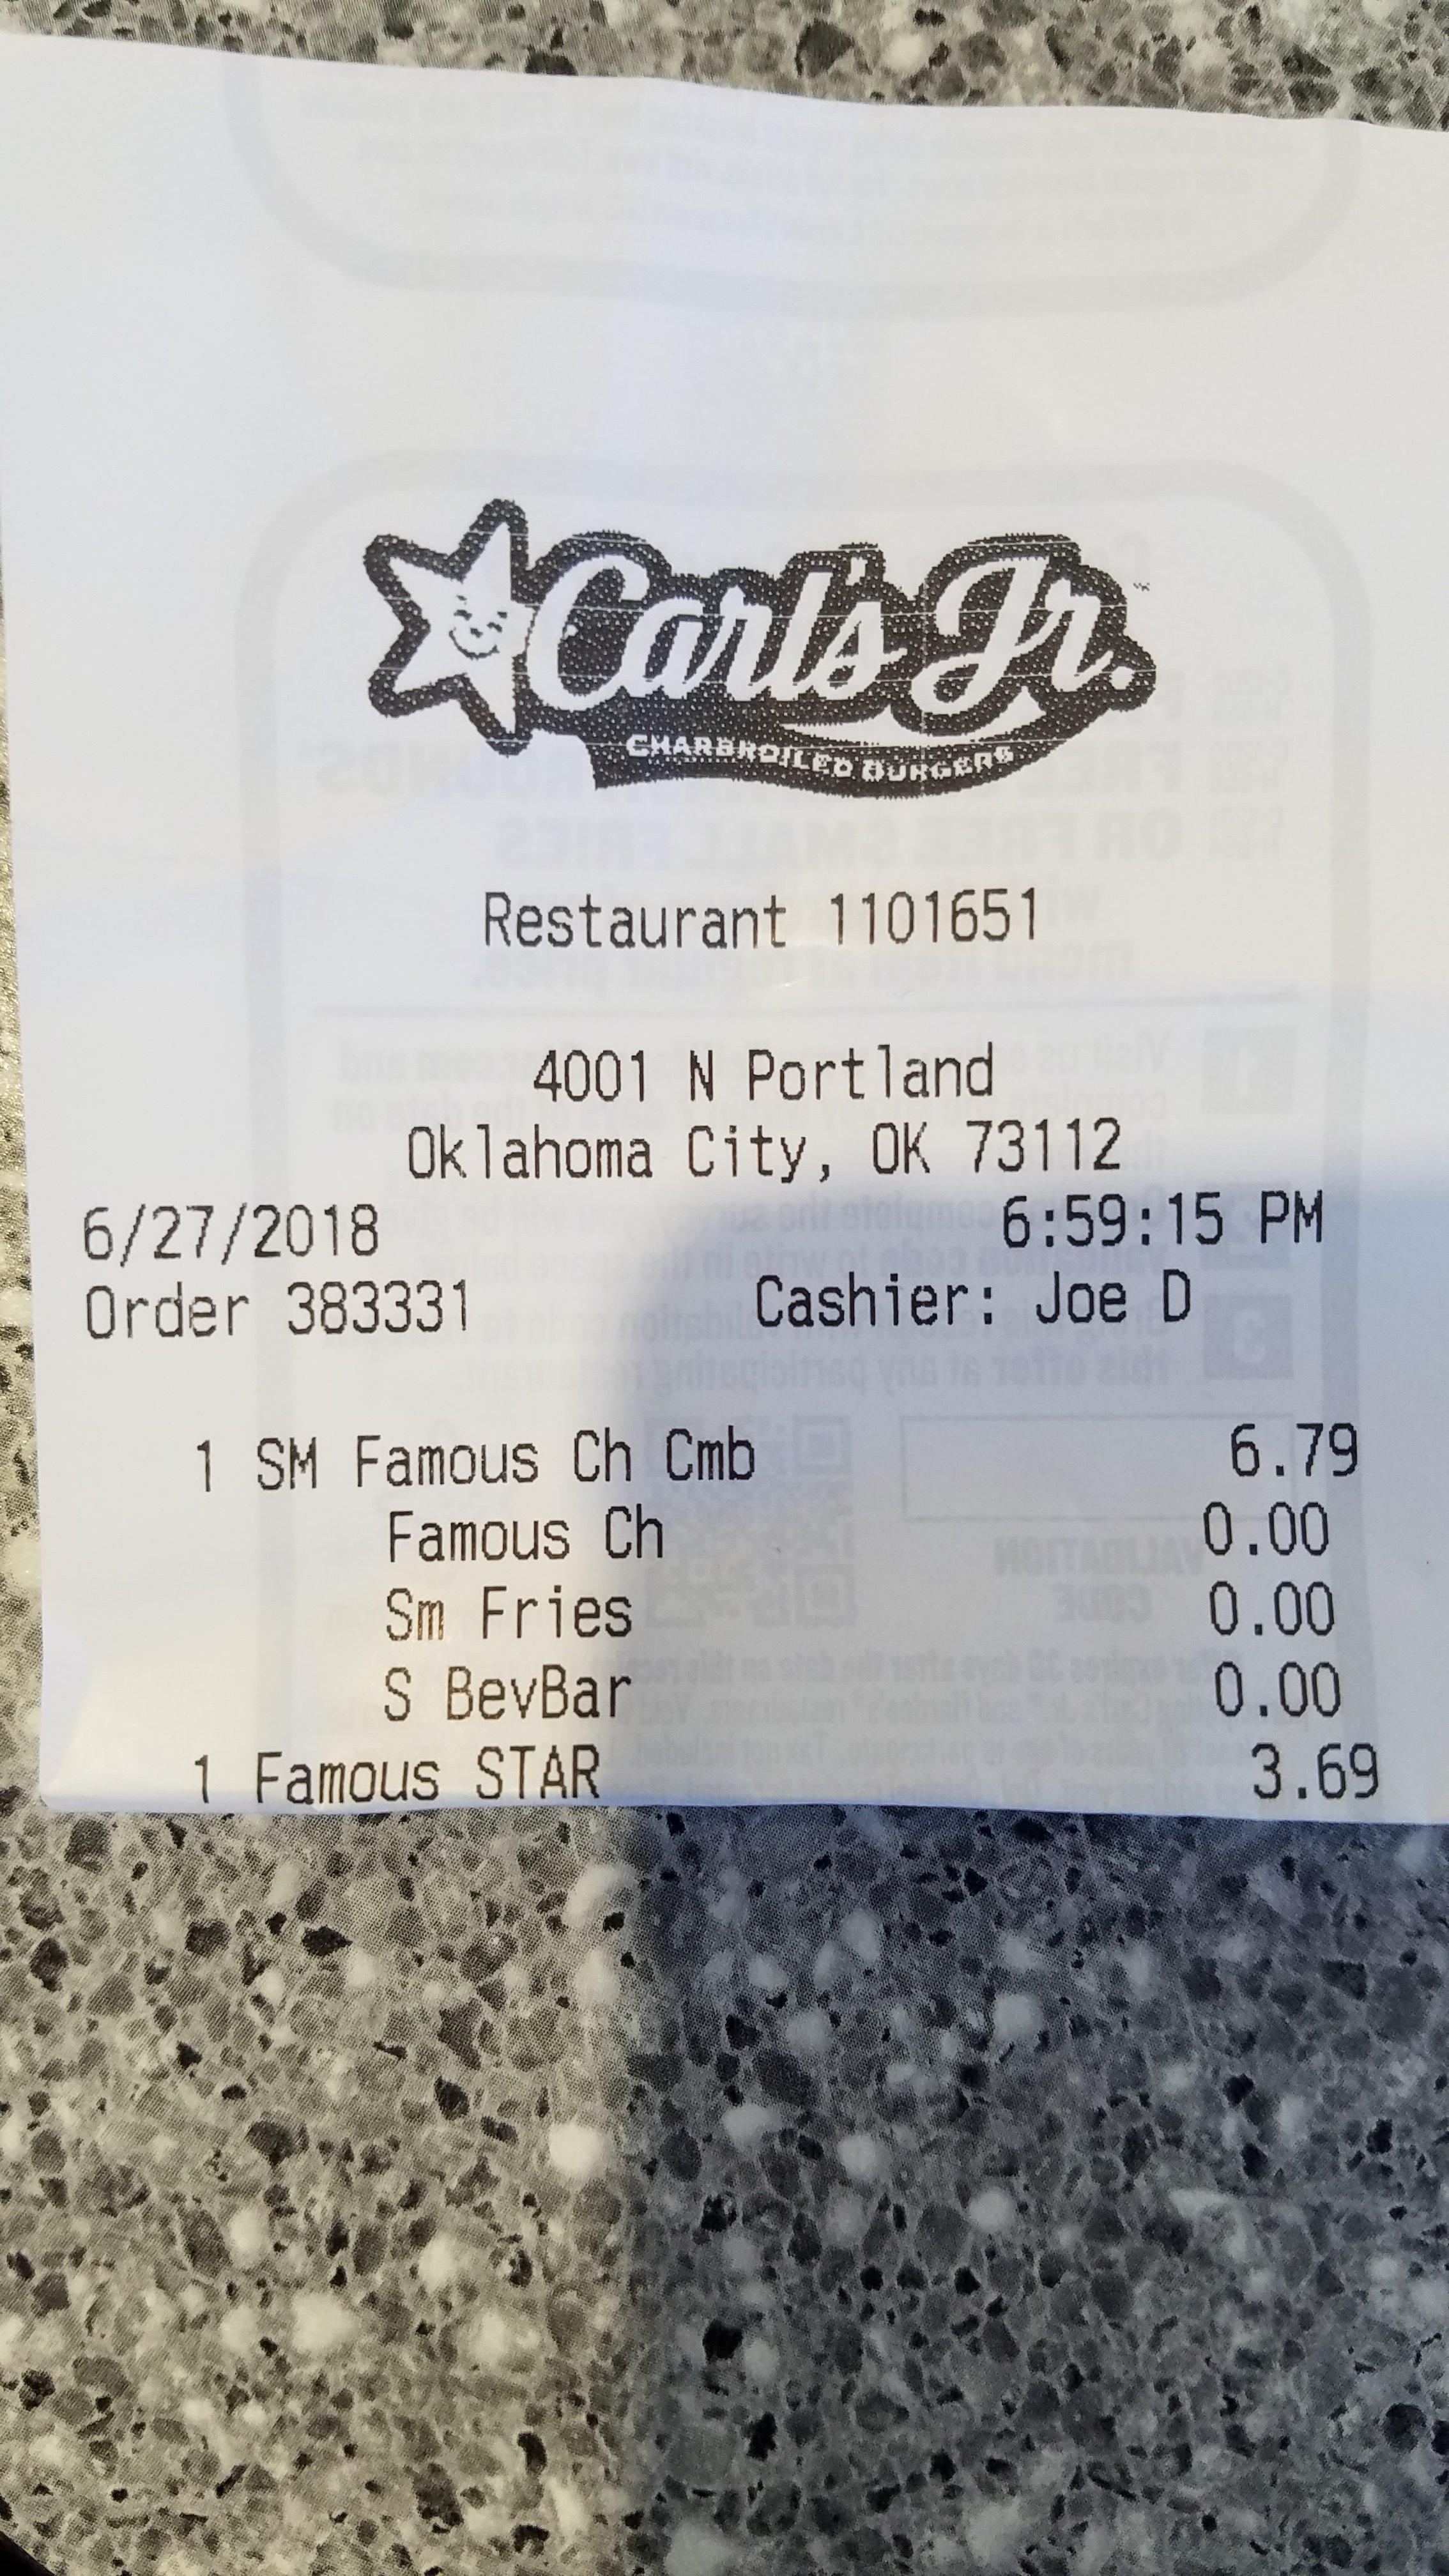 Carl's Jr.™
CHARBROILED BURGERS
Restaurant 1101651
4001 N Portland
Oklahoma City, OK 73112
6/27/2018 6:59:15 PM
Order 383331 Cashier: Joe D
1 SM Famous Ch Cmb 6.79
Famous Ch 0.00
Sm Fries 0.00
S BevBar 0.00
1 Famous STAR 3.69